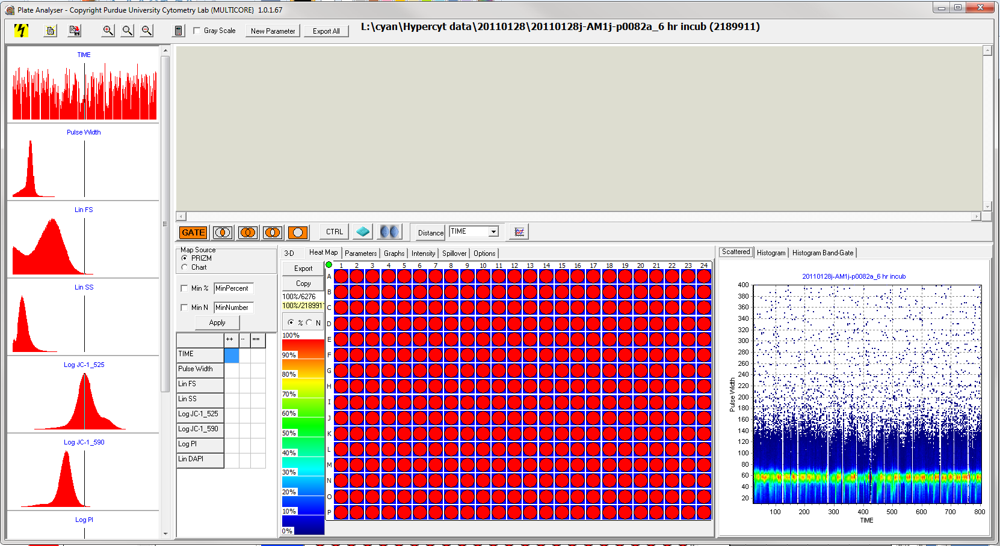 Plate Analyser - Copyright Purdue University Cytometry Lab (MULTICORE) 1.0.1.67
Gray Scale
New Parameter
Export All
L:\cyan\Hypercyt data\20110128\20110128j-AM1j-p0082a_6 hr incub (2189911)
TIME
Pulse Width
Lin FS
Lin SS
Log JC-1_525
Log JC-1_590
Log PI
GATE
CTRL
Distance
TIME
Map Source
PRIZM
Chart
Min %
MinPercent
Min N
MinNumber
Apply
++ -- ==
TIME
Pulse Width
Lin FS
Lin SS
Log JC-1_525
Log JC-1_590
Log PI
Lin DAPI
3-D Heat Map Parameters Graphs Intensity Spillover Options
Export
Copy
100%/6276
100%/2189911
% N
100%
90%
80%
70%
60%
50%
40%
30%
20%
10%
0%
1 2 3 4 5 6 7 8 9 10 11 12 13 14 15 16 17 18 19 20 21 22 23 24
A
B
C
D
E
F
G
H
I
J
K
L
M
N
O
P
Scattered Histogram Histogram Band-Gate
20110128j-AM1j-p0082a_6 hr incub
400
380
360
340
320
300
280
260
240
220
200
180
160
140
120
100
80
60
40
20
Pulse Width
100 200 300 400 500 600 700 800
TIME